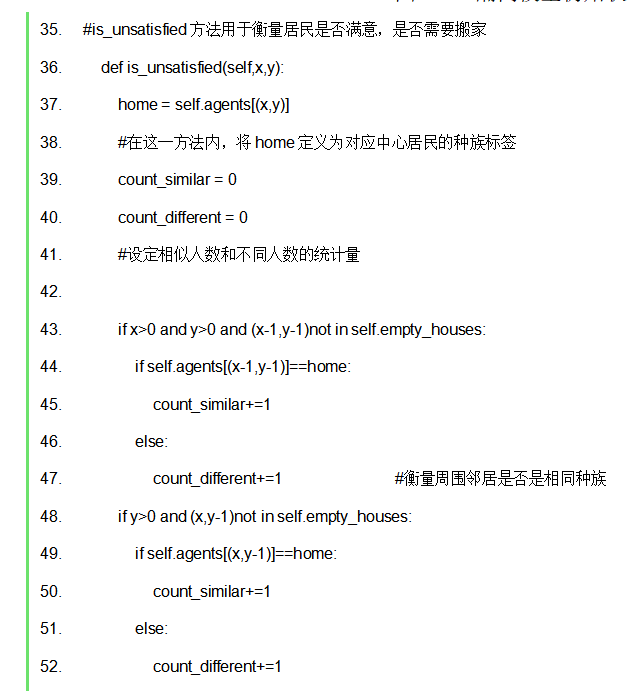 35. #is_unsatisfied 方法用于衡量居民是否满意，是否需要搬家
36. def is_unsatisfied(self,x,y):
37. home = self.agents[(x,y)]
38. #在这一方法内，将 home 定义为对应中心居民的种族标签
39. count_similar = 0
40. count_different = 0
41. #设定相似人数和不同人数的统计量
42.
43. if x>0 and y>0 and (x-1,y-1)not in self.empty_houses:
44. if self.agents[(x-1,y-1)]==home:
45. count_similar+=1
46. else:
47. count_different+=1 #衡量周围邻居是否是相同种族
48. if y>0 and (x,y-1)not in self.empty_houses:
49. if self.agents[(x,y-1)]==home:
50. count_similar+=1
51. else:
52. count_different+=1